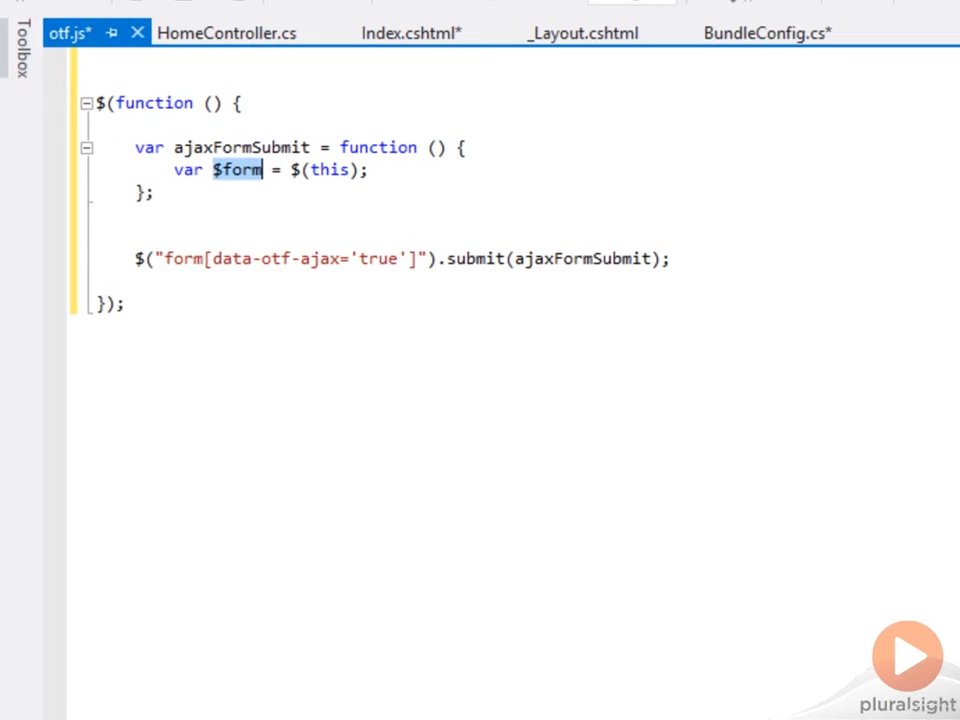 Toolbox
otf.js* HomeController.cs Index.cshtml* _Layout.cshtml BundleConfig.cs*
$(function () {
var ajaxFormSubmit = function () {
var $form = $(this);
};
$("form[data-otf-ajax='true']").submit(ajaxFormSubmit);
});
pluralsight